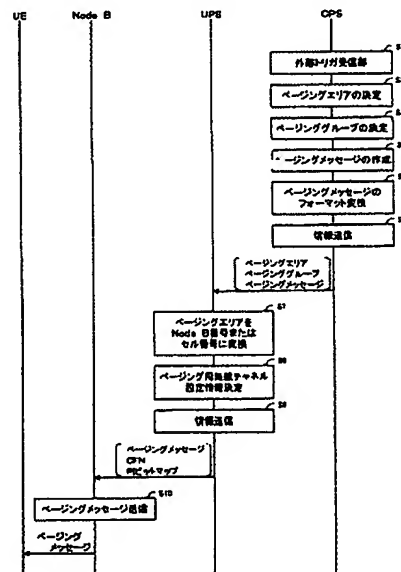 UE
Node B
UPS
CPS
外部トリガ受信部
ページングエリアの決定
ページンググループの決定
ページングメッセージの作成
ページングメッセージの
フォーマット変換
情報送信
ページングエリア
ページンググループ
ページングメッセージ
S7
ページングエリアを
Node B番号または
セル番号に変換
ページング用無線チャネル
設定情報決定
情報送信
ページングメッセージ
CFN
PIビットマップ
S10
ページングメッセージ送信
ページング
メッセージ